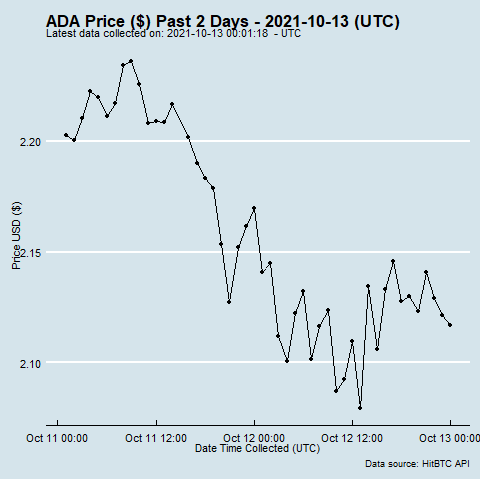 ADA Price ($) Past 2 Days - 2021-10-13 (UTC)
Latest data collected on: 2021-10-13 00:01:18 - UTC
2.20
2.15
2.10
Price USD ($)
Oct 11 00:00 Oct 11 12:00 Oct 12 00:00 Oct 12 12:00 Oct 13 00:00
Date Time Collected (UTC)
Data source: HitBTC API